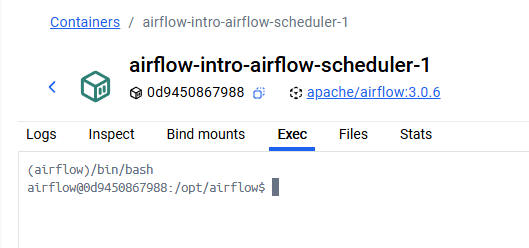 Containers / airflow-intro-airflow-scheduler-1
airflow-intro-airflow-scheduler-1
0d9450867988 apache/airflow:3.0.6
Logs Inspect Bind mounts Exec Files Stats
(airflow)/bin/bash
airflow@0d9450867988:/opt/airflow$